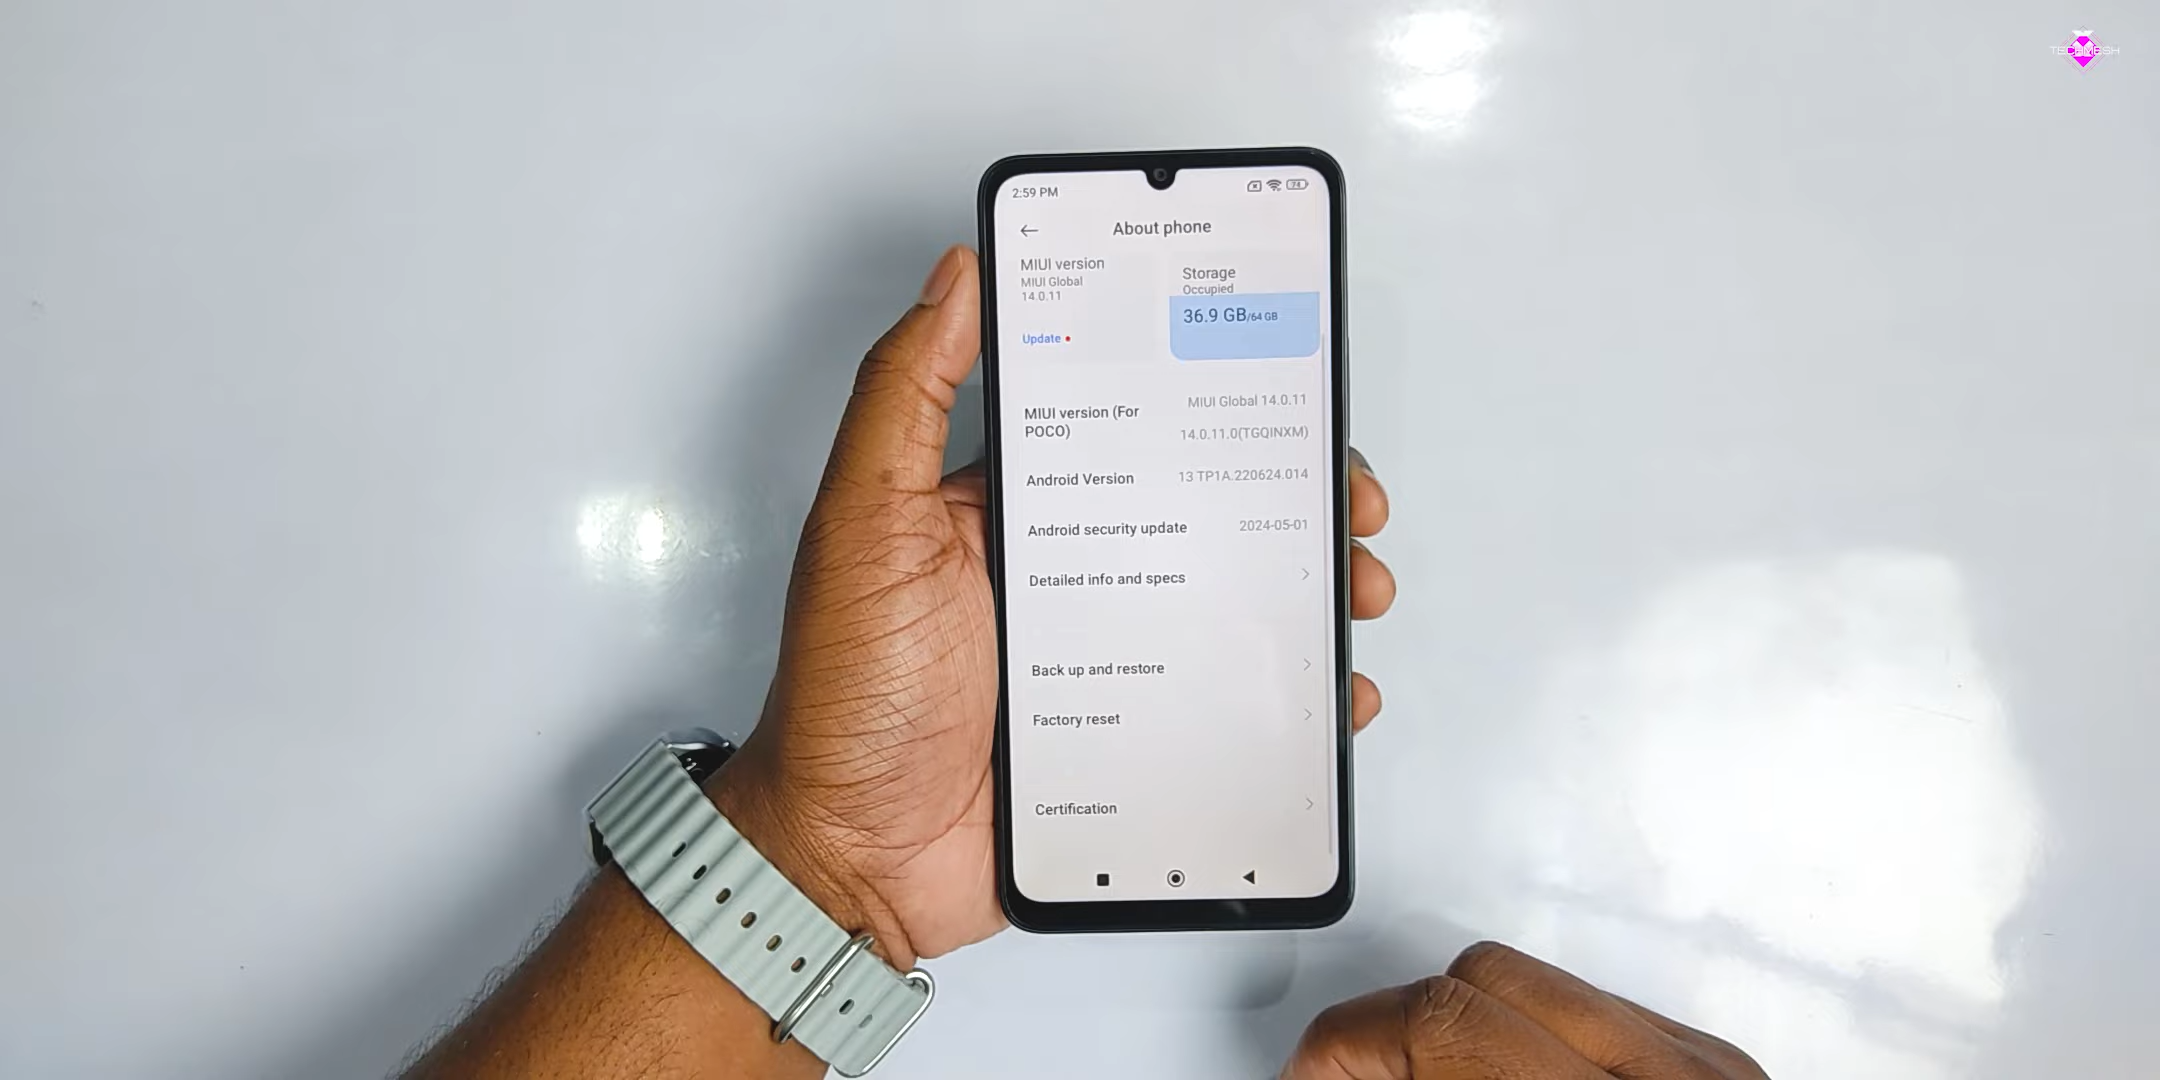 TECHMESH
2:59 PM
74
About phone
MIUI version
MIUI Global
14.0.11
Update
Storage
Occupied
36.9 GB/64 GB
MIUI version (For
POCO)
MIUI Global 14.0.11
14.0.11.0(TGQINXM)
Android Version
13 TP1A.220624.014
Android security update
2024-05-01
Detailed info and specs
Back up and restore
Factory reset
Certification